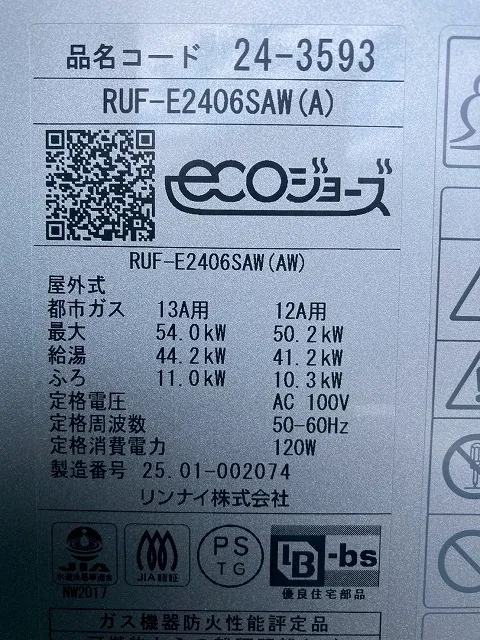 品名コード 24-3593
RUF-E2406SAW(A)
ecoジョーズ
RUF-E2406SAW(AW)
屋外式
都市ガス 13A用 12A用
最大 54.0kW 50.2kW
給湯 44.2kW 41.2kW
ふろ 11.0kW 10.3kW
定格電圧 AC 100V
定格周波数 50-60Hz
定格消費電力 120W
製造番号 25.01-002074
リンナイ株式会社
JIA JIA認証 PS TG BL-bs
NW2017 優良住宅部品
ガス機器防火性能評定品